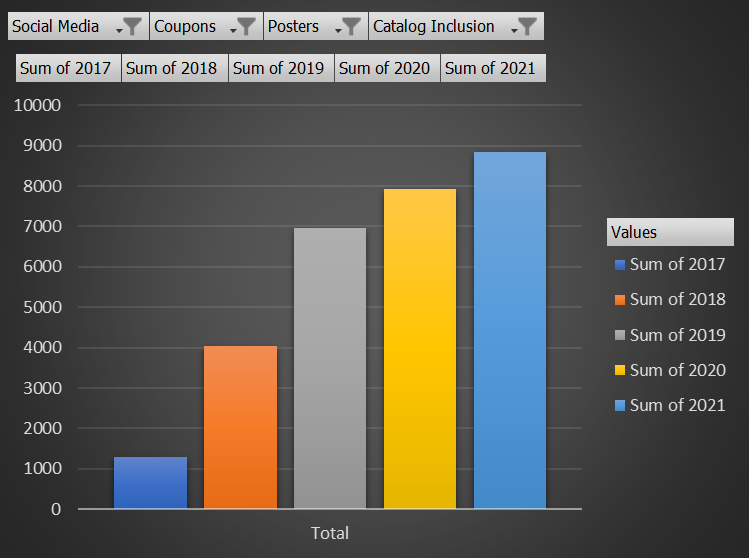 Social Media Coupons Posters Catalog Inclusion
Sum of 2017 Sum of 2018 Sum of 2019 Sum of 2020 Sum of 2021
10000
9000
8000
7000
6000
5000
4000
3000
2000
1000
0
Total
Values
Sum of 2017
Sum of 2018
Sum of 2019
Sum of 2020
Sum of 2021